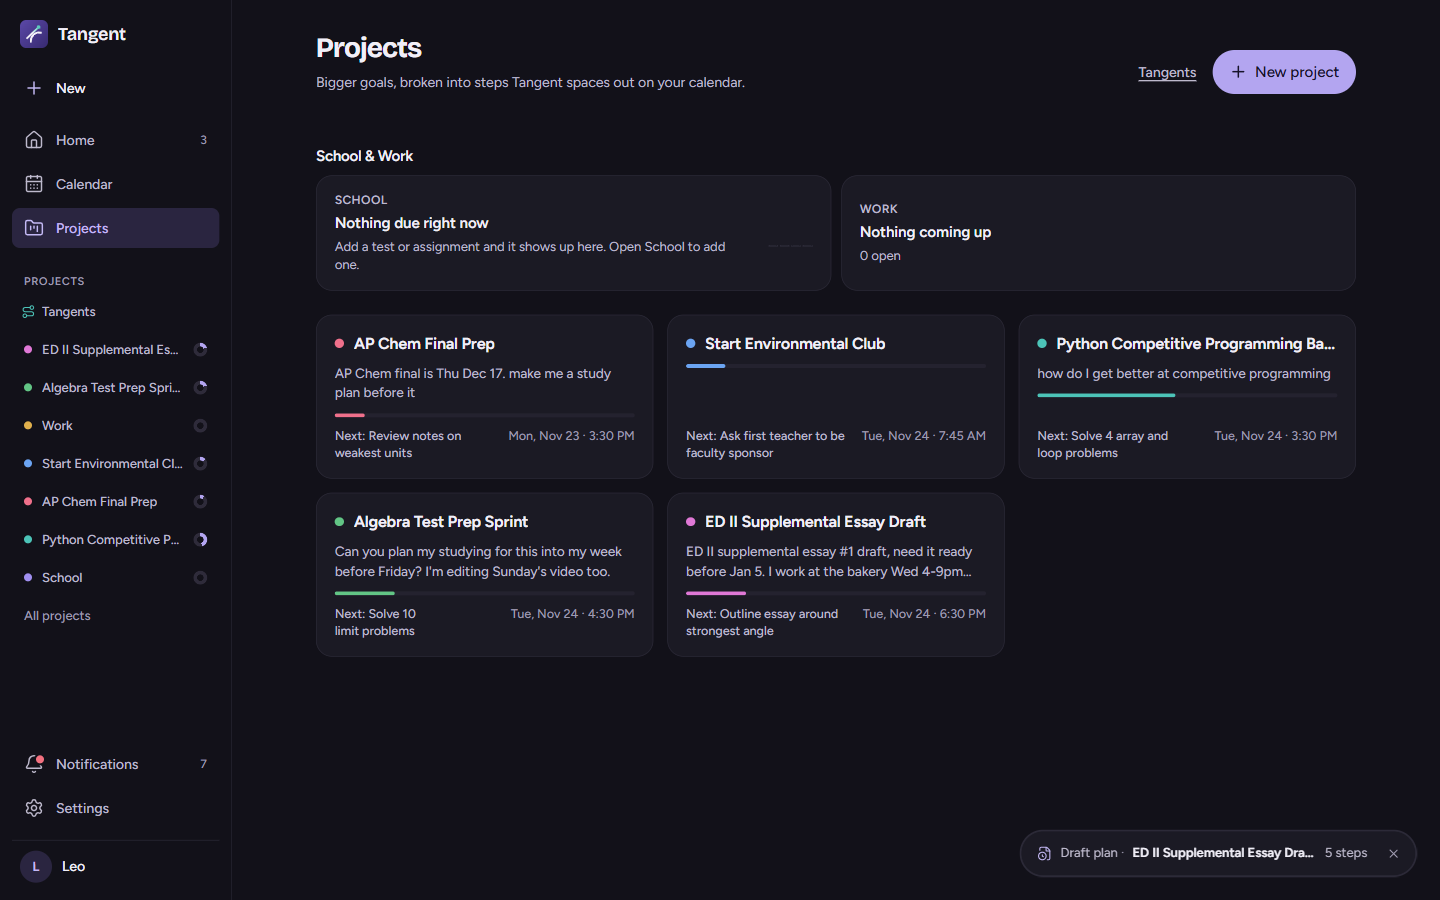 Tangent
New
Home 3
Calendar
Projects
PROJECTS
Tangents
ED II Supplemental Es...
Algebra Test Prep Spri...
Work
Start Environmental Cl...
AP Chem Final Prep
Python Competitive P...
School
All projects
Notifications 7
Settings
L Leo
Projects
Bigger goals, broken into steps Tangent spaces out on your calendar.
Tangents
New project
School & Work
SCHOOL
Nothing due right now
Add a test or assignment and it shows up here. Open School to add
one.
WORK
Nothing coming up
0 open
AP Chem Final Prep
AP Chem final is Thu Dec 17. make me a study
plan before it
Next: Review notes on
weakest units
Mon, Nov 23 · 3:30 PM
Start Environmental Club
Next: Ask first teacher to be
faculty sponsor
Tue, Nov 24 · 7:45 AM
Python Competitive Programming Ba...
how do I get better at competitive programming
Next: Solve 4 array and
loop problems
Tue, Nov 24 · 3:30 PM
Algebra Test Prep Sprint
Can you plan my studying for this into my week
before Friday? I'm editing Sunday's video too.
Next: Solve 10
limit problems
Tue, Nov 24 · 4:30 PM
ED II Supplemental Essay Draft
ED II supplemental essay #1 draft, need it ready
before Jan 5. I work at the bakery Wed 4-9pm...
Next: Outline essay around
strongest angle
Tue, Nov 24 · 6:30 PM
Draft plan · ED II Supplemental Essay Dra... 5 steps